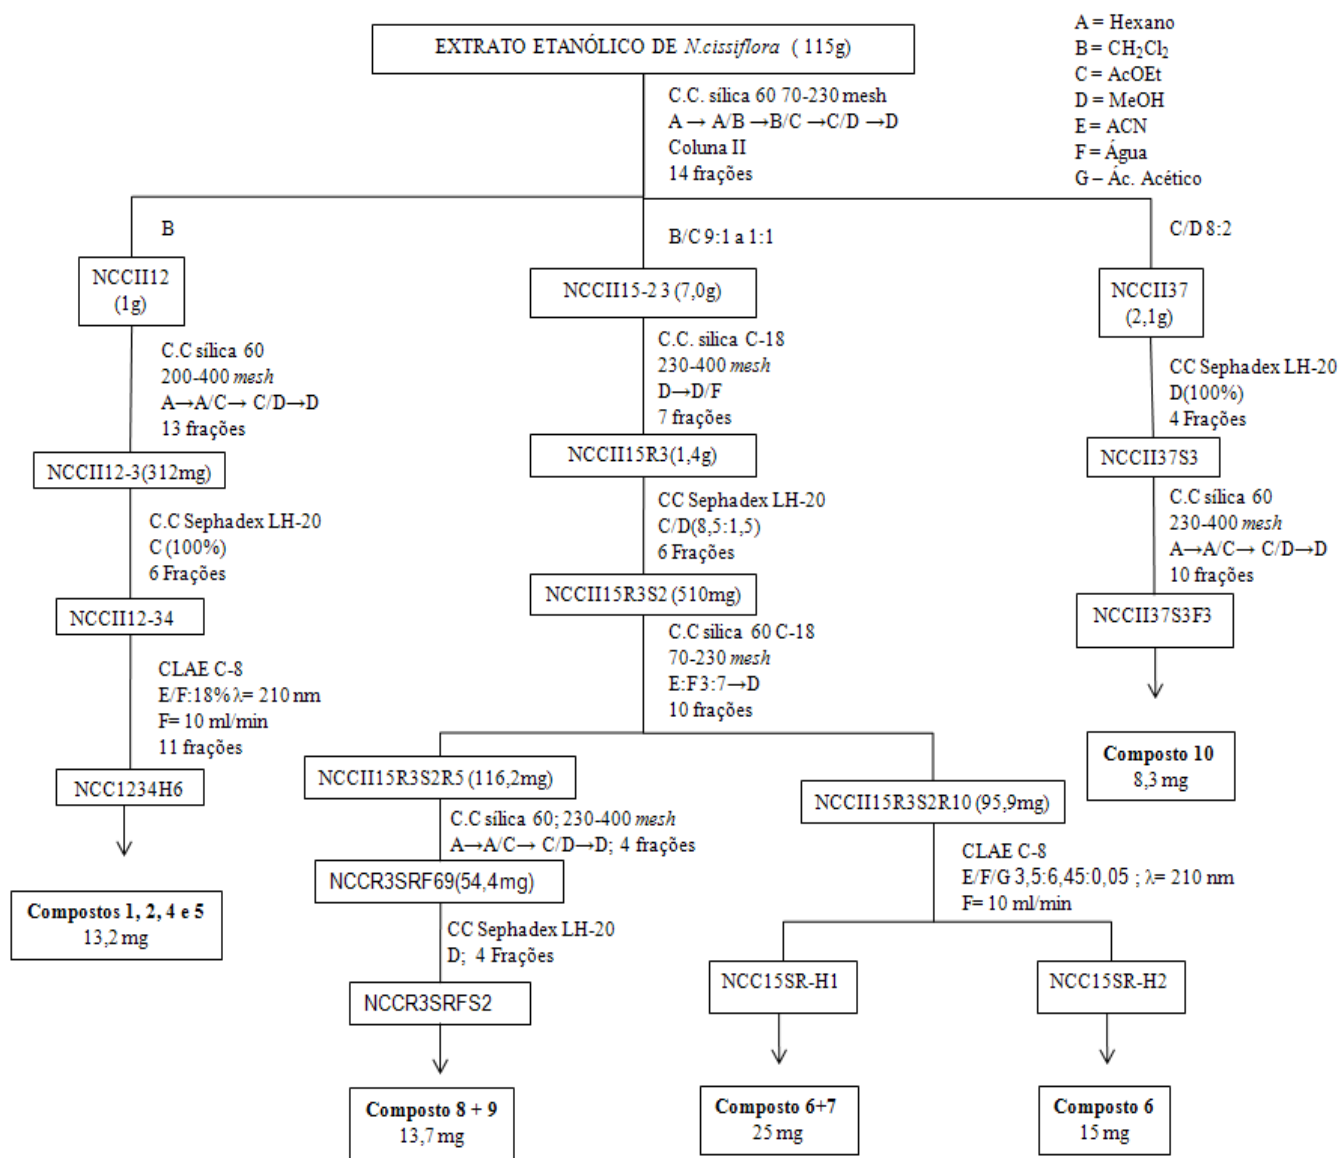 EXTRATO ETANÓLICO DE N.cissiflora ( 115g)
A = Hexano
B = CH2Cl2
C = AcOEt
D = MeOH
E = ACN
F = Água
G – Ác. Acético
C.C. sílica 60 70-230 mesh
A → A/B →B/C →C/D →D
Coluna II
14 frações
B
NCCII12
(1g)
C.C sílica 60
200-400 mesh
A→A/C→ C/D→D
13 frações
NCCII12-3(312mg)
C.C Sephadex LH-20
C (100%)
6 Frações
NCCII12-34
CLAE C-8
E/F:18% λ= 210 nm
F= 10 ml/min
11 frações
NCC1234H6
Compostos 1, 2, 4 e 5
13,2 mg
B/C 9:1 a 1:1
NCCII15-23 (7,0g)
C.C. silica C-18
230-400 mesh
D→D/F
7 frações
NCCII15R3(1,4g)
CC Sephadex LH-20
C/D(8,5:1,5)
6 Frações
NCCII15R3S2 (510mg)
C.C silica 60 C-18
70-230 mesh
E:F 3:7→D
10 frações
NCCII15R3S2R5 (116,2mg)
C.C sílica 60; 230-400 mesh
A→A/C→ C/D→D; 4 frações
NCCR3SRF69(54,4mg)
CC Sephadex LH-20
D; 4 Frações
NCCR3SRFS2
Composto 8 + 9
13,7 mg
NCCII15R3S2R10 (95,9mg)
CLAE C-8
E/F/G 3,5:6,45:0,05 ; λ= 210 nm
F= 10 ml/min
NCC15SR-H1
Composto 6+7
25 mg
NCC15SR-H2
Composto 6
15 mg
C/D 8:2
NCCII37
(2,1g)
CC Sephadex LH-20
D(100%)
4 Frações
NCCII37S3
C.C sílica 60
230-400 mesh
A→A/C→ C/D→D
10 frações
NCCII37S3F3
Composto 10
8,3 mg